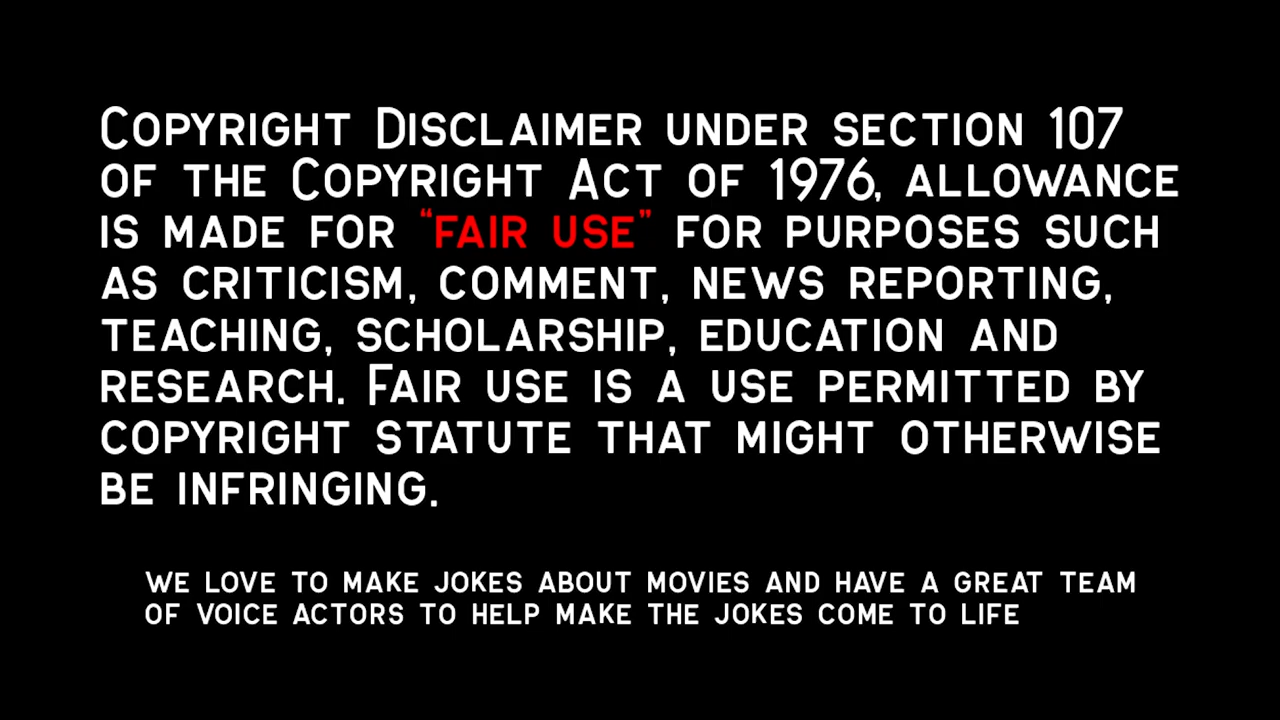 Copyright Disclaimer under section 107
of the Copyright Act of 1976, allowance
is made for “fair use” for purposes such
as criticism, comment, news reporting,
teaching, scholarship, education and
research. Fair use is a use permitted by
copyright statute that might otherwise
be infringing.
we love to make jokes about movies and have a great team
of voice actors to help make the jokes come to life